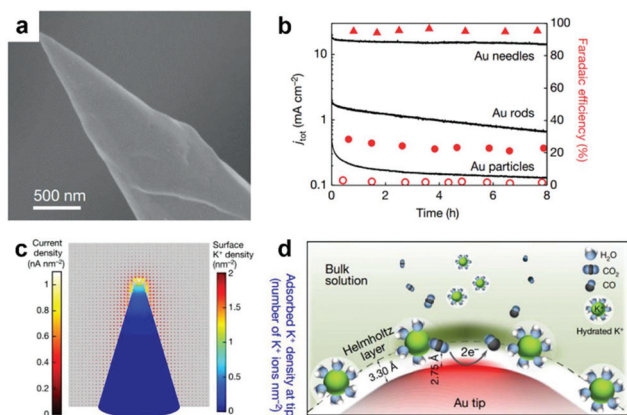 a
500 nm
b
j_tot (mA cm⁻²)
10
1
0.1
Au needles
Au rods
Au particles
0 2 4 6 8
Time (h)
100
80
60
40
20
0
Faradaic efficiency
(%)
c
Current
density
(nA nm⁻²)
1
0.8
0.6
0.4
0.2
0
Surface
K⁺ density
(nm⁻²)
2
1.5
1
0.5
0
Adsorbed K⁺ density at tip
(number of K⁺ ions nm⁻²)
d
Bulk
solution
Helmholtz
layer
3.30 Å
2.75 Å
2e⁻
Au tip
H₂O
CO₂
CO
K⁺
Hydrated K⁺